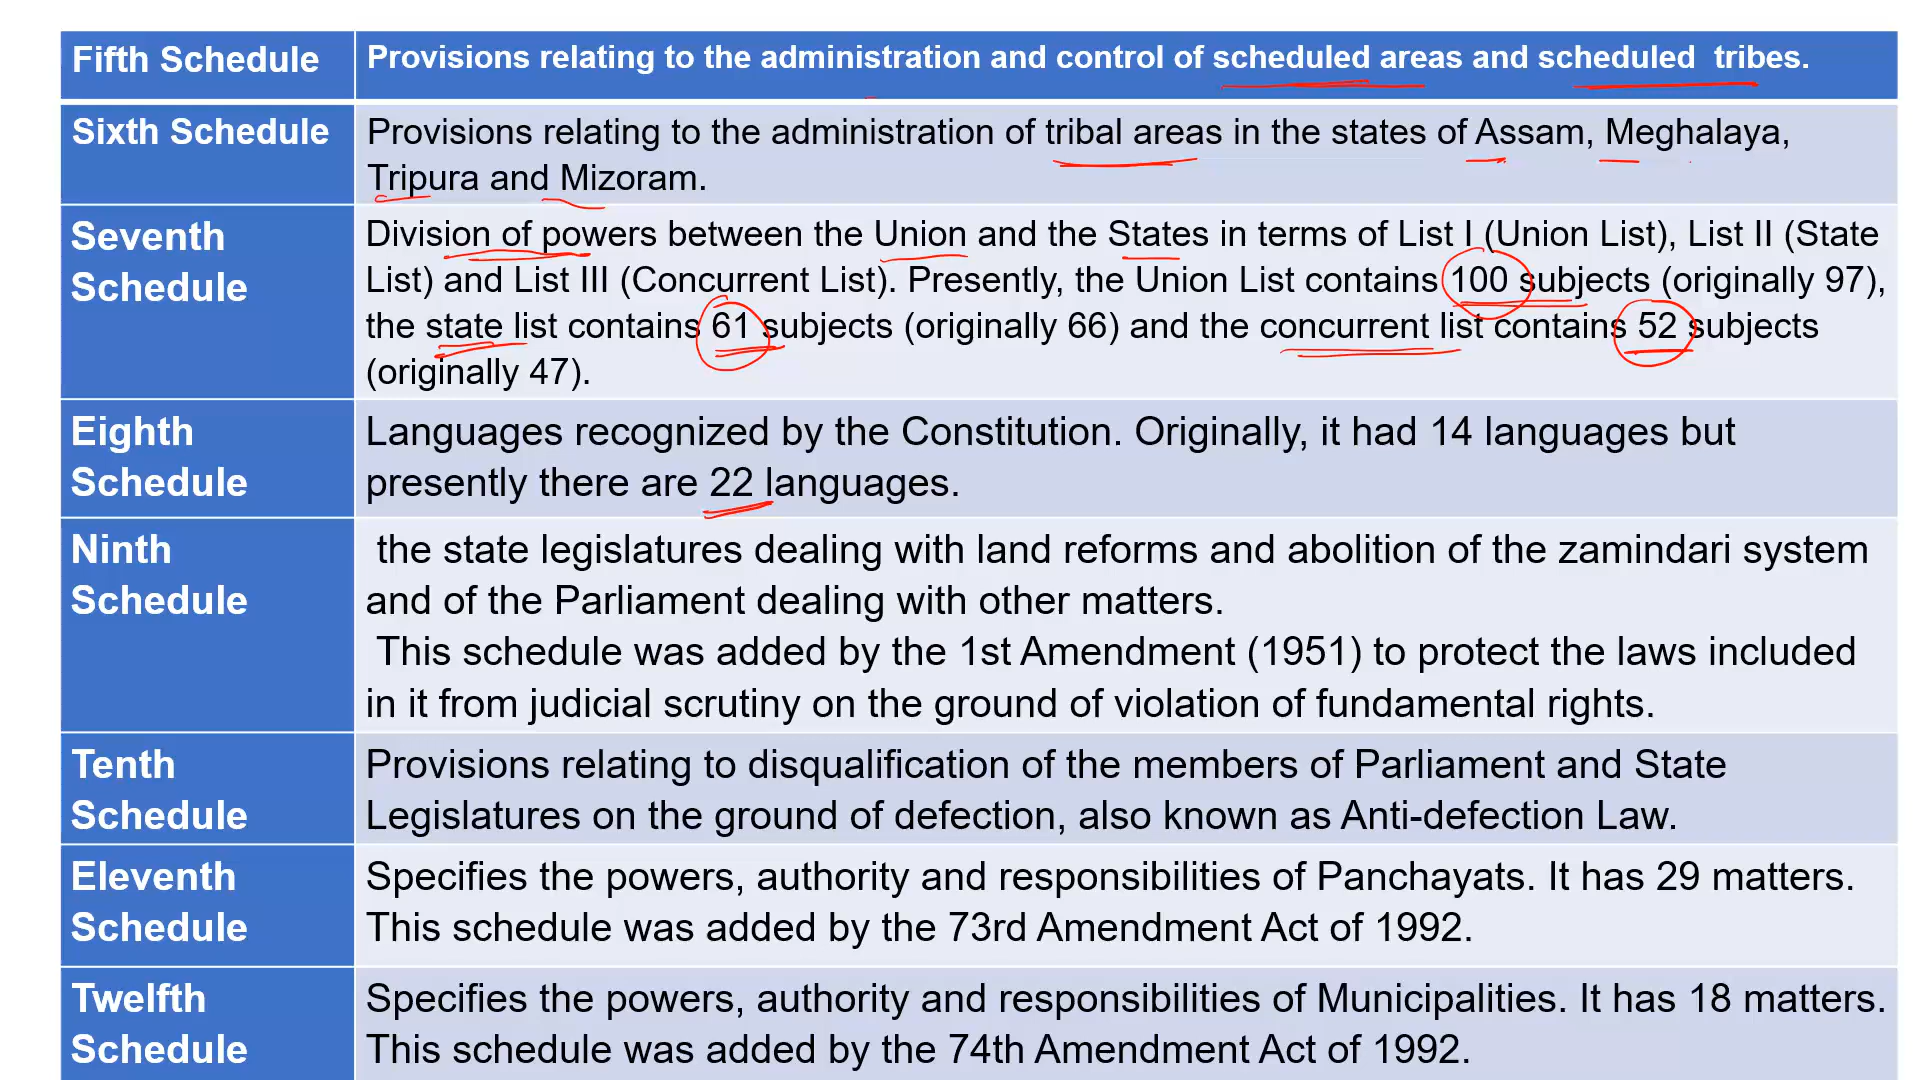 Fifth Schedule
Provisions relating to the administration and control of scheduled areas and scheduled tribes.
Sixth Schedule
Provisions relating to the administration of tribal areas in the states of Assam, Meghalaya,
Tripura and Mizoram.
Seventh
Schedule
Division of powers between the Union and the States in terms of List I (Union List), List II (State
List) and List III (Concurrent List). Presently, the Union List contains 100 subjects (originally 97),
the state list contains 61 subjects (originally 66) and the concurrent list contains 52 subjects
(originally 47).
Eighth
Schedule
Languages recognized by the Constitution. Originally, it had 14 languages but
presently there are 22 languages.
Ninth
Schedule
the state legislatures dealing with land reforms and abolition of the zamindari system
and of the Parliament dealing with other matters.
This schedule was added by the 1st Amendment (1951) to protect the laws included
in it from judicial scrutiny on the ground of violation of fundamental rights.
Tenth
Schedule
Provisions relating to disqualification of the members of Parliament and State
Legislatures on the ground of defection, also known as Anti-defection Law.
Eleventh
Schedule
Specifies the powers, authority and responsibilities of Panchayats. It has 29 matters.
This schedule was added by the 73rd Amendment Act of 1992.
Twelfth
Schedule
Specifies the powers, authority and responsibilities of Municipalities. It has 18 matters.
This schedule was added by the 74th Amendment Act of 1992.